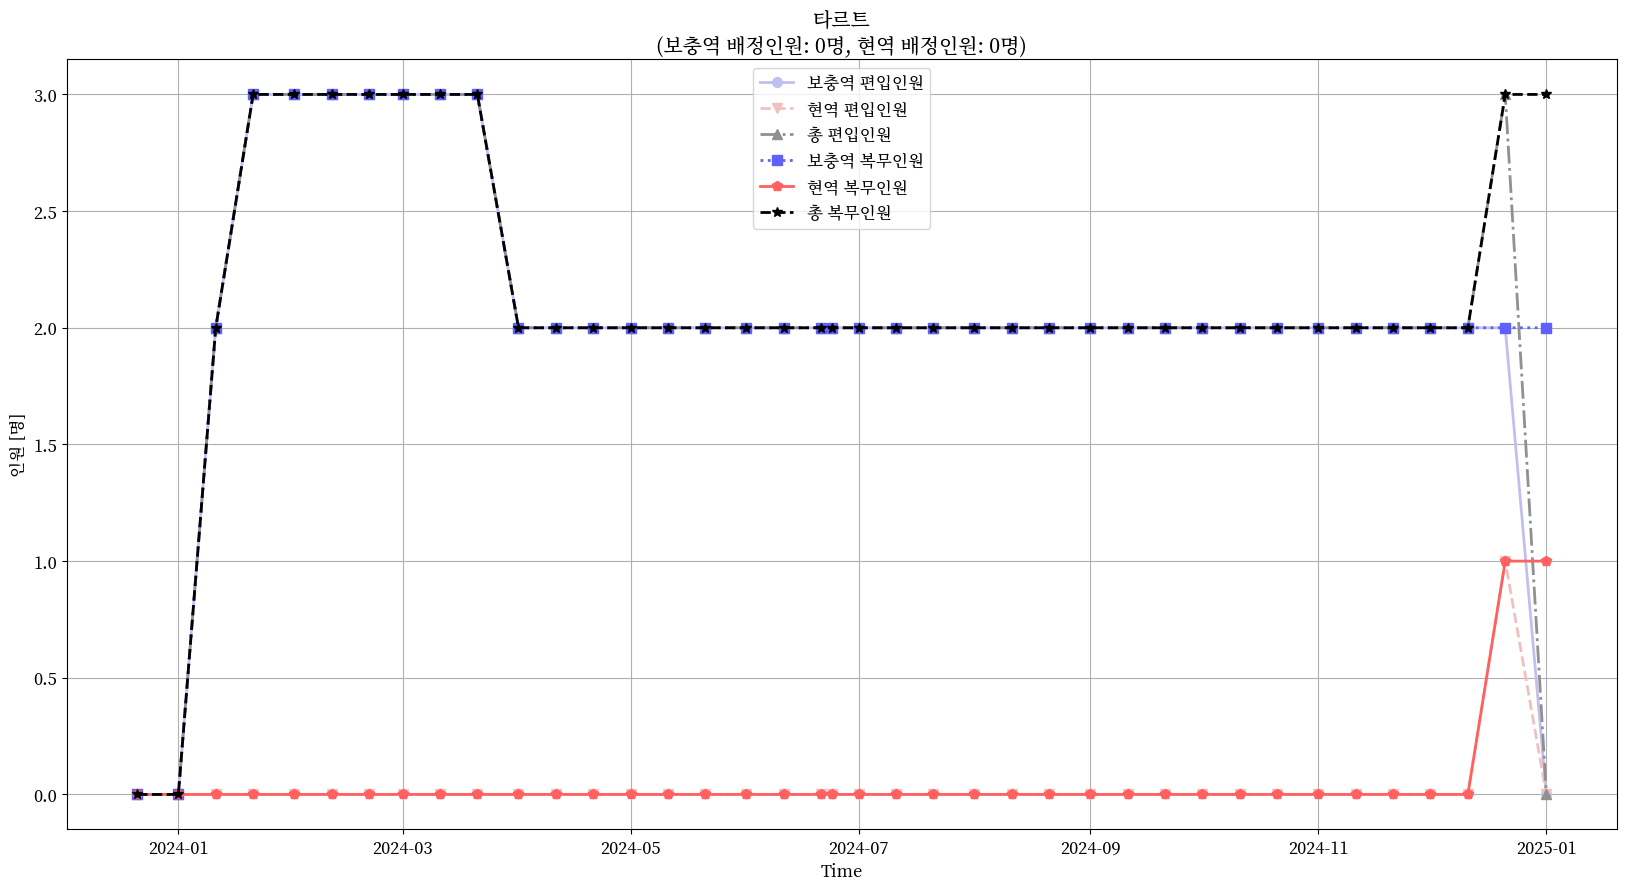 타르트
(보충역 배정인원: 0명, 현역 배정인원: 0명)
보충역 편입인원
현역 편입인원
총 편입인원
보충역 복무인원
현역 복무인원
총 복무인원
3.0
2.5
2.0
1.5
1.0
0.5
0.0
인원 [명]
2024-01
2024-03
2024-05
2024-07
2024-09
2024-11
2025-01
Time